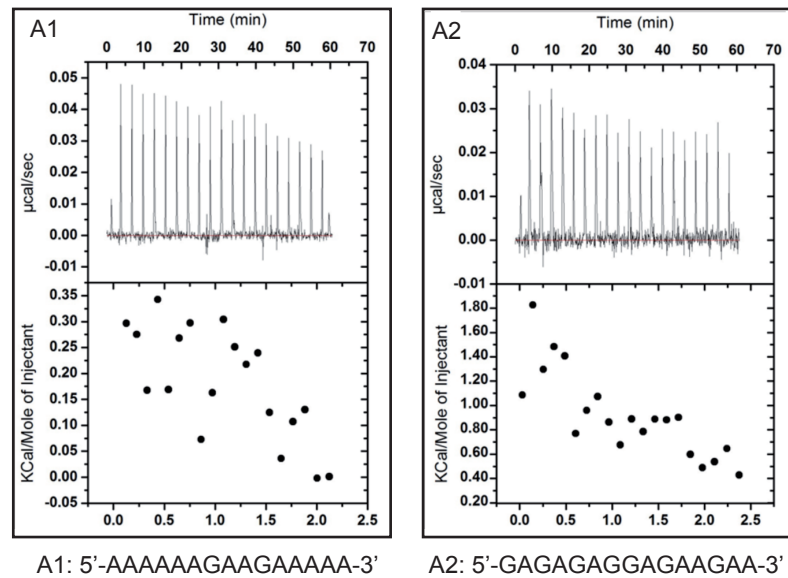 A1
Time (min)
0 10 20 30 40 50 60 70
0.05
0.04
0.03
0.02
0.01
0.00
-0.01
µcal/sec
0.35
0.30
0.25
0.20
0.15
0.10
0.05
0.00
-0.05
KCal/Mole of Injectant
0.0 0.5 1.0 1.5 2.0 2.5
A1: 5’-AAAAAAGAAGAAAAA-3’
A2
Time (min)
0 10 20 30 40 50 60 70
0.04
0.03
0.02
0.01
0.00
-0.01
µcal/sec
1.80
1.60
1.40
1.20
1.00
0.80
0.60
0.40
0.20
KCal/Mole of Injectant
0.0 0.5 1.0 1.5 2.0 2.5
A2: 5’-GAGAGAGGAGAAGAA-3’